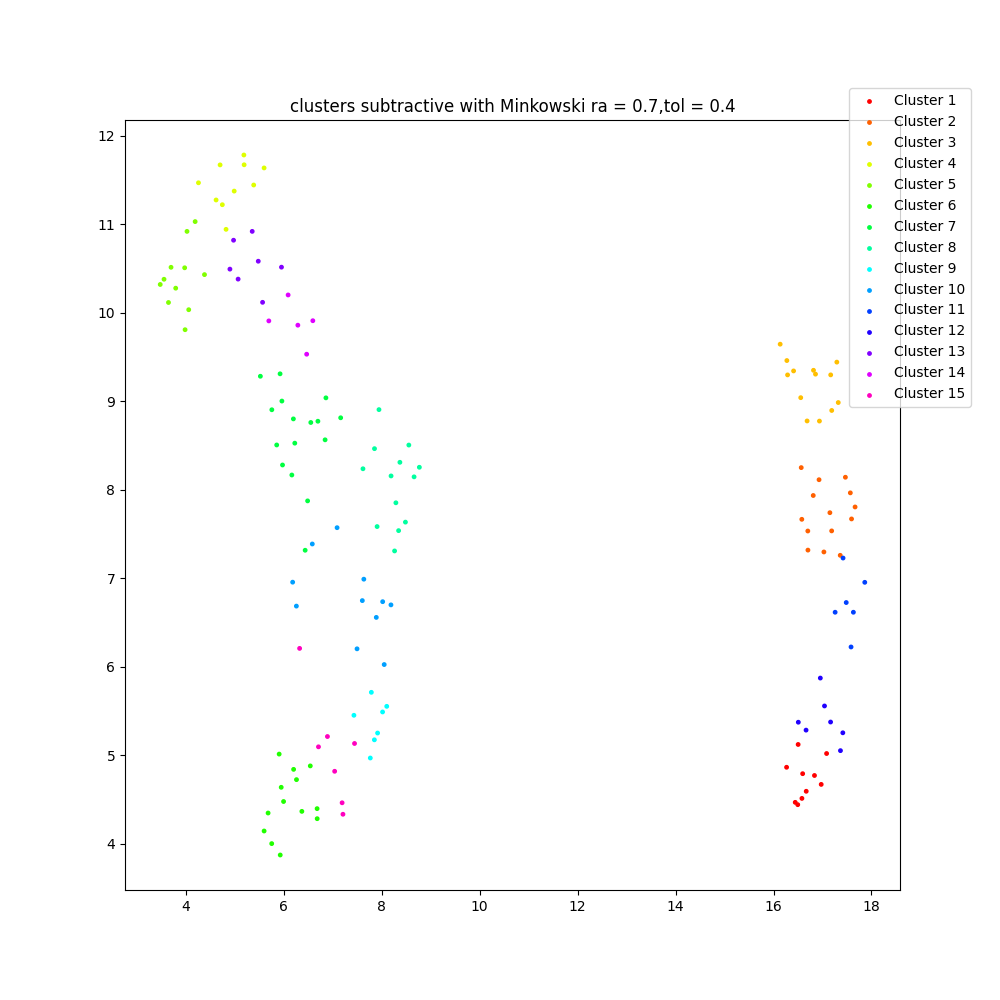 clusters subtractive with Minkowski ra = 0.7,tol = 0.4
Cluster 1
Cluster 2
Cluster 3
Cluster 4
Cluster 5
Cluster 6
Cluster 7
Cluster 8
Cluster 9
Cluster 10
Cluster 11
Cluster 12
Cluster 13
Cluster 14
Cluster 15
12
11
10
9
8
7
6
5
4
4 6 8 10 12 14 16 18